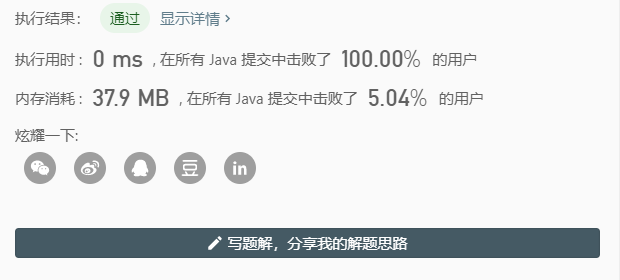 执行结果： 通过 显示详情 ›
执行用时： 0 ms , 在所有 Java 提交中击败了 100.00% 的用户
内存消耗： 37.9 MB , 在所有 Java 提交中击败了 5.04% 的用户
炫耀一下:
豆 in
写题解，分享我的解题思路